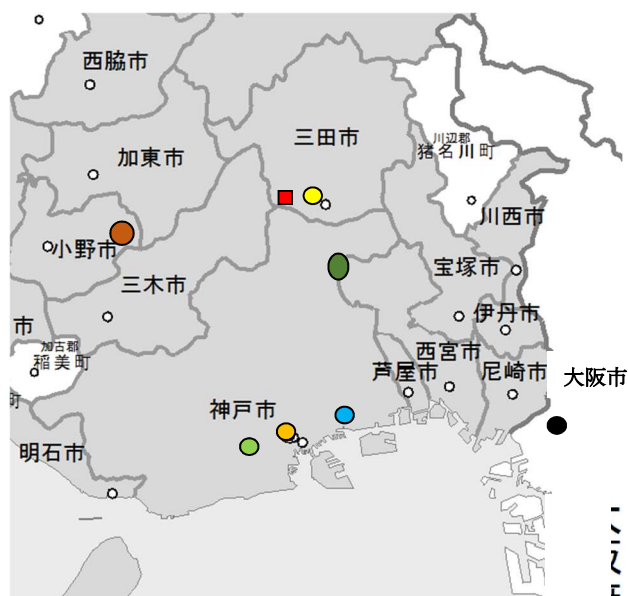 西脇市
三田市
加東市
川辺郡
猪名川町
川西市
小野市
宝塚市
三木市
伊丹市
市
加古郡
稲美町
西宮市
芦屋市
尼崎市
大阪市
町
神戸市
明石市